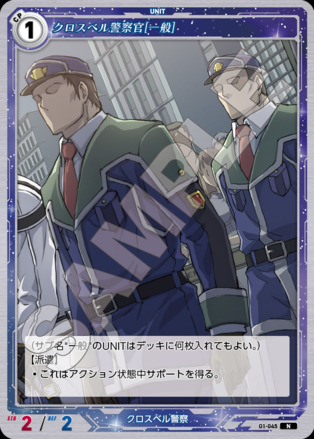 UNIT
CP
1
クロスベル警察官[一般]
SAMPLE
(サブ名“一般”のUNITはデッキに何枚入れてもよい。)
【派遣】
・これはアクション状態中サポートを得る。
2 / 2
クロスベル警察
01-045 N